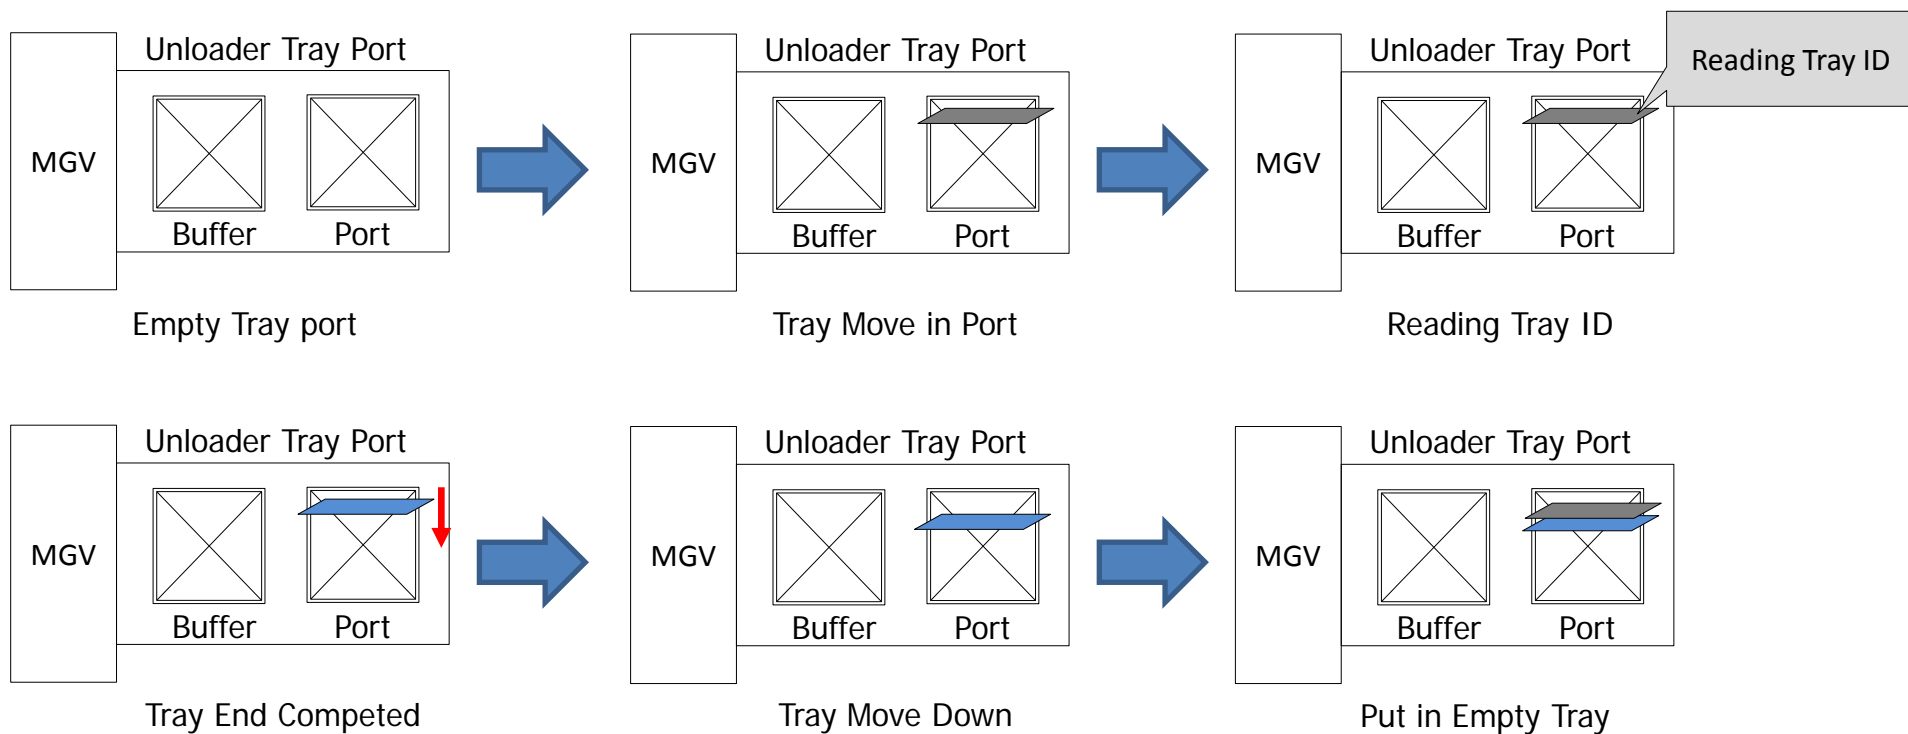 Unloader Tray Port
MGV
Buffer
Port
Empty Tray port
Unloader Tray Port
MGV
Buffer
Port
Tray Move in Port
Unloader Tray Port
Reading Tray ID
MGV
Buffer
Port
Reading Tray ID
Unloader Tray Port
MGV
Buffer
Port
Tray End Competed
Unloader Tray Port
MGV
Buffer
Port
Tray Move Down
Unloader Tray Port
MGV
Buffer
Port
Put in Empty Tray